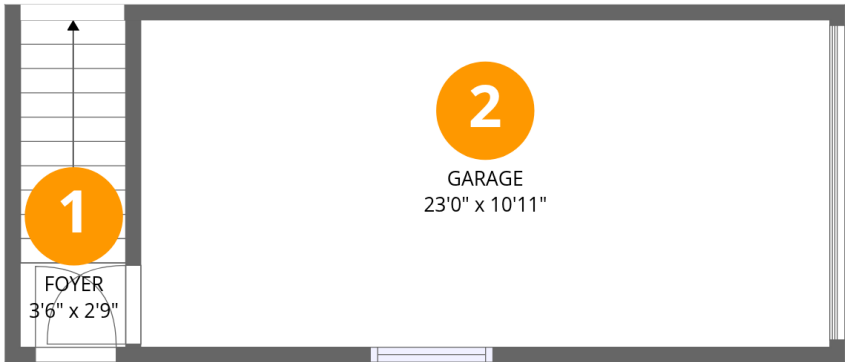 2
GARAGE
23'0" x 10'11"
1
FOYER
3'6" x 2'9"